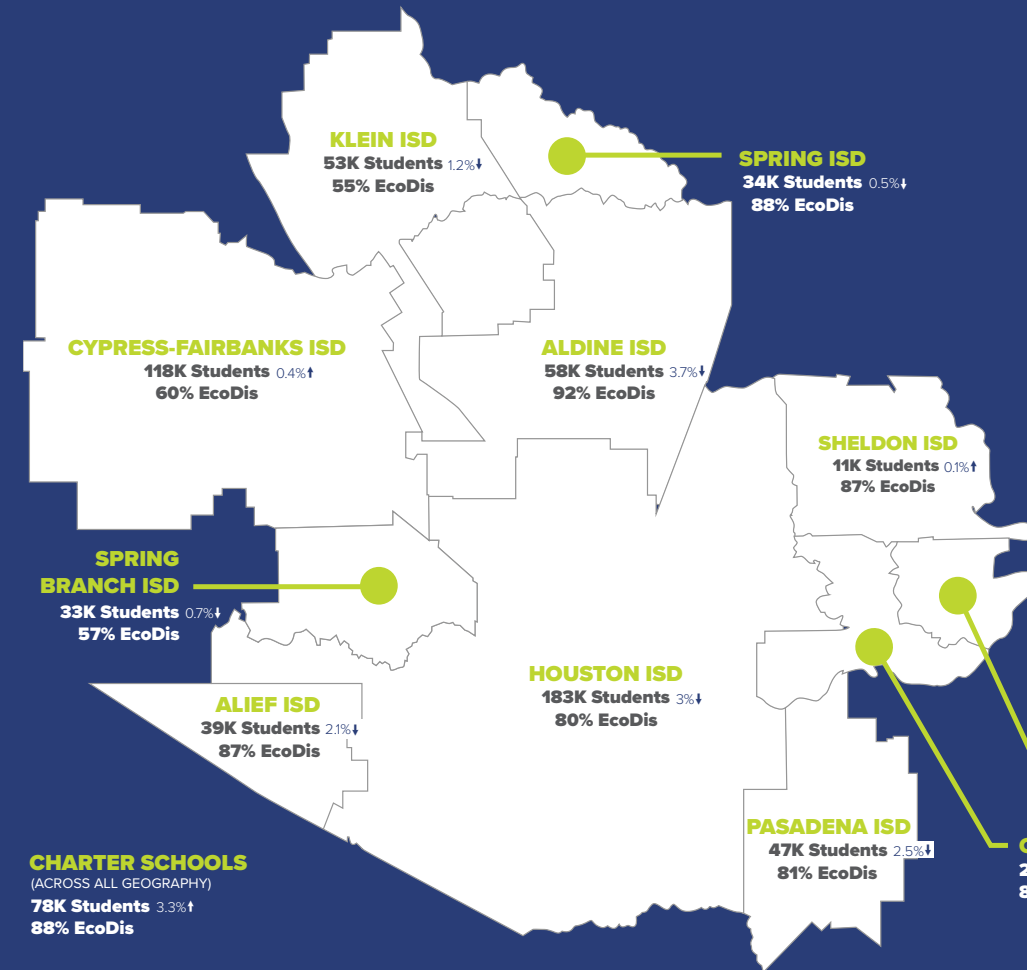 KLEIN ISD
53K Students 1.2%↓
55% EcoDis
SPRING ISD
34K Students 0.5%↓
88% EcoDis
CYPRESS-FAIRBANKS ISD
118K Students 0.4%↑
60% EcoDis
ALDINE ISD
58K Students 3.7%↓
92% EcoDis
SHELDON ISD
11K Students 0.1%↑
87% EcoDis
SPRING
BRANCH ISD
33K Students 0.7%↓
57% EcoDis
HOUSTON ISD
183K Students 3%↓
80% EcoDis
ALIEF ISD
39K Students 2.1%↓
87% EcoDis
PASADENA ISD
47K Students 2.5%↓
81% EcoDis
CHARTER SCHOOLS
(ACROSS ALL GEOGRAPHY)
78K Students 3.3%↑
88% EcoDis